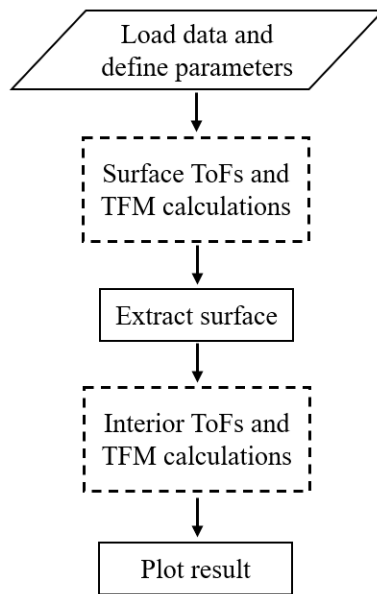 Load data and
define parameters
Surface ToFs and
TFM calculations
Extract surface
Interior ToFs and
TFM calculations
Plot result